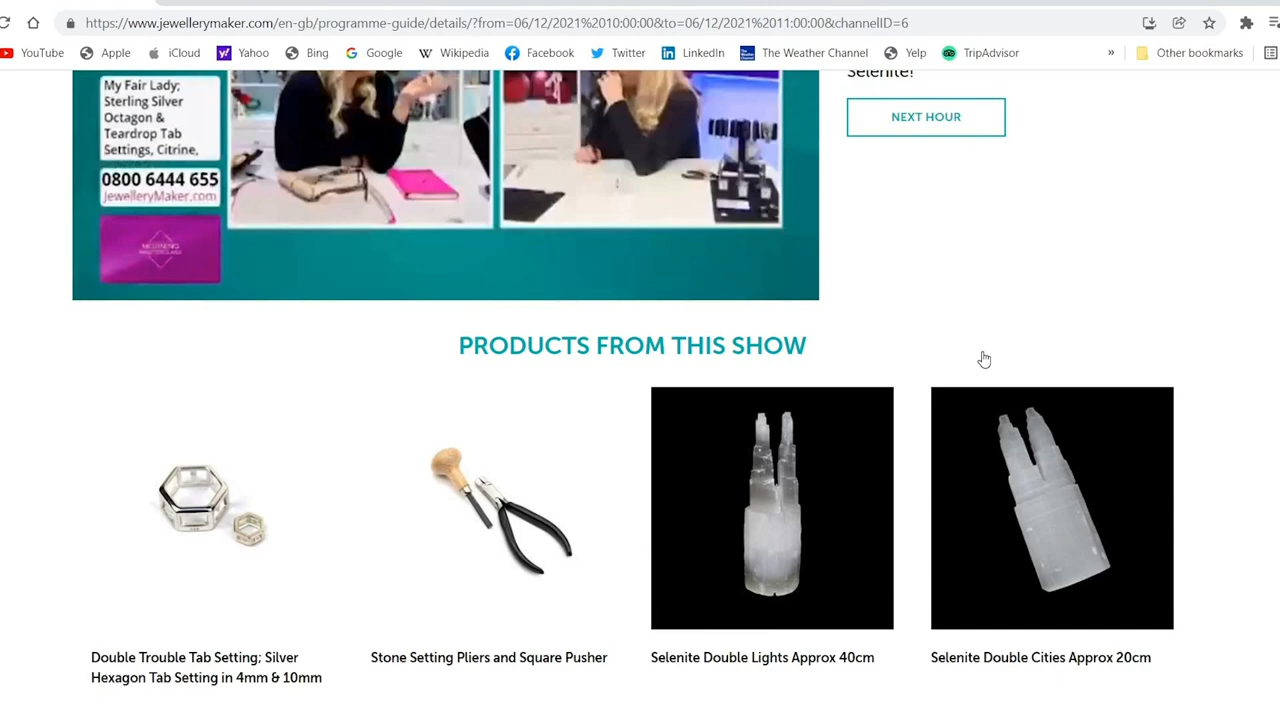 https://www.jewellerymaker.com/en-gb/programme-guide/details/?from=06/12/2021%2010:00:00&to=06/12/2021%2011:00:00&channelID=6
YouTube Apple iCloud Yahoo Bing Google Wikipedia Facebook Twitter LinkedIn The Weather Channel Yelp TripAdvisor » Other bookmarks
Selenite!
NEXT HOUR
My Fair Lady;
Sterling Silver
Octagon &
Teardrop Tab
Settings, Citrine,
0800 6444 655
JewelleryMaker.com
PRODUCTS FROM THIS SHOW
Double Trouble Tab Setting; Silver
Hexagon Tab Setting in 4mm & 10mm
Stone Setting Pliers and Square Pusher
Selenite Double Lights Approx 40cm
Selenite Double Cities Approx 20cm